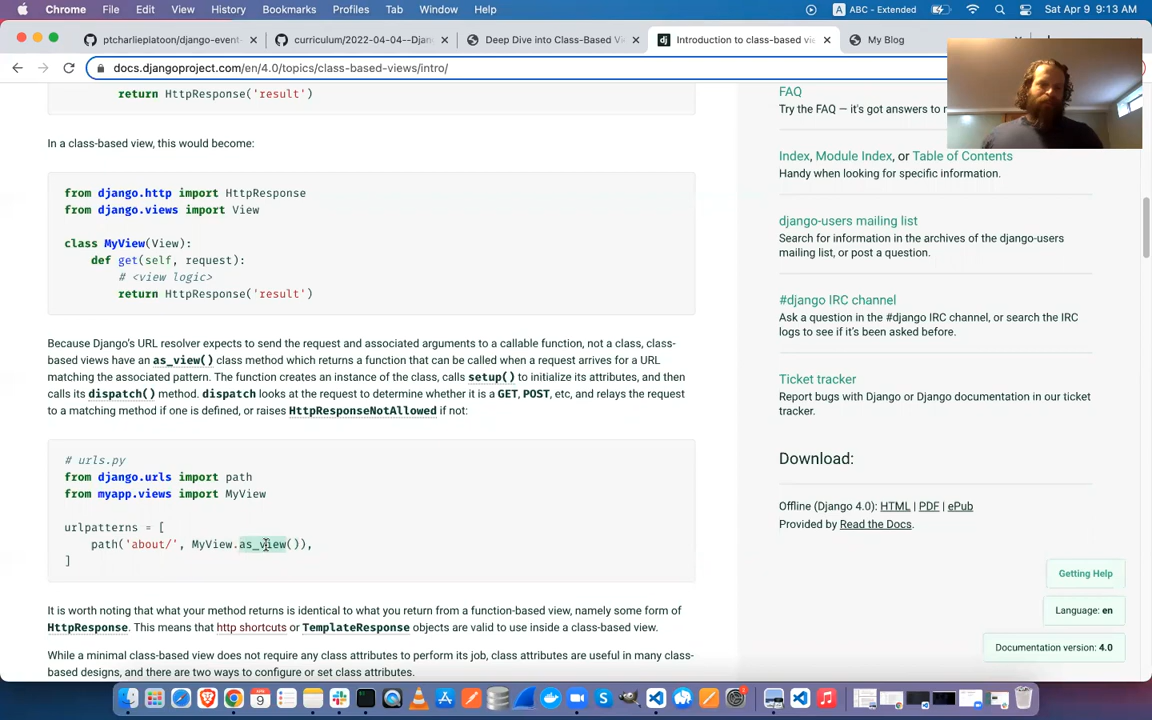 Chrome File Edit View History Bookmarks Profiles Tab Window Help ABC - Extended Sat Apr 9 9:13 AM
ptcharlieplatoon/django-event- curriculum/2022-04-04--Djan Deep Dive into Class-Based Vi Introduction to class-based vie My Blog
docs.djangoproject.com/en/4.0/topics/class-based-views/intro/
return HttpResponse('result')
In a class-based view, this would become:
from django.http import HttpResponse
from django.views import View
class MyView(View):
def get(self, request):
# <view logic>
return HttpResponse('result')
Because Django's URL resolver expects to send the request and associated arguments to a callable function, not a class, class-
based views have an as_view() class method which returns a function that can be called when a request arrives for a URL
matching the associated pattern. The function creates an instance of the class, calls setup() to initialize its attributes, and then
calls its dispatch() method. dispatch looks at the request to determine whether it is a GET, POST, etc, and relays the request
to a matching method if one is defined, or raises HttpResponseNotAllowed if not:
# urls.py
from django.urls import path
from myapp.views import MyView
urlpatterns = [
path('about/', MyView.as_view()),
]
It is worth noting that what your method returns is identical to what you return from a function-based view, namely some form of
HttpResponse. This means that http shortcuts or TemplateResponse objects are valid to use inside a class-based view.
While a minimal class-based view does not require any class attributes to perform its job, class attributes are useful in many class-
based designs, and there are two ways to configure or set class attributes.
FAQ
Try the FAQ — it's got answers to
Index, Module Index, or Table of Contents
Handy when looking for specific information.
django-users mailing list
Search for information in the archives of the django-users
mailing list, or post a question.
#django IRC channel
Ask a question in the #django IRC channel, or search the IRC
logs to see if it's been asked before.
Ticket tracker
Report bugs with Django or Django documentation in our ticket
tracker.
Download:
Offline (Django 4.0): HTML | PDF | ePub
Provided by Read the Docs.
Getting Help
Language: en
Documentation version: 4.0